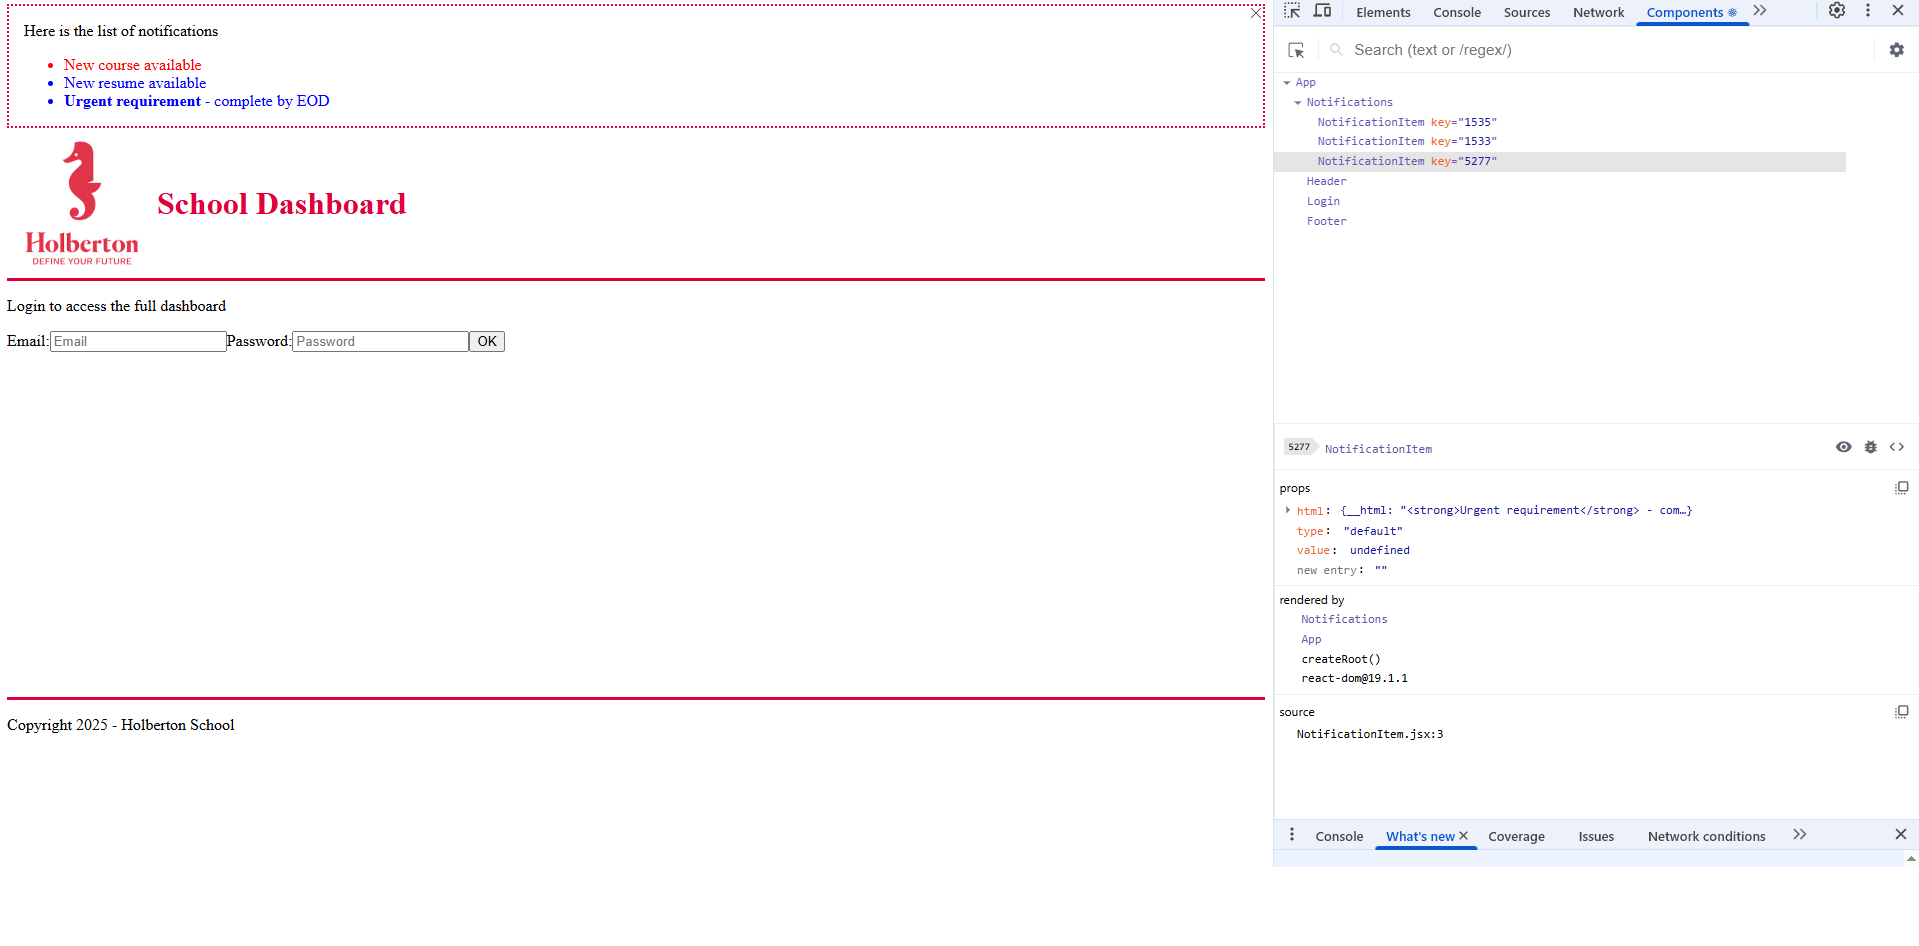 Here is the list of notifications
New course available
New resume available
Urgent requirement - complete by EOD
School Dashboard
Holberton
DEFINE YOUR FUTURE
Login to access the full dashboard
Email: Email Password: Password OK
Copyright 2025 - Holberton School
Elements Console Sources Network Components
Search (text or /regex/)
App
Notifications
NotificationItem key="1535"
NotificationItem key="1533"
NotificationItem key="5277"
Header
Login
Footer
5277 NotificationItem
props
html: {__html: "<strong>Urgent requirement</strong> - com…}
type: "default"
value: undefined
new entry: ""
rendered by
Notifications
App
createRoot()
react-dom@19.1.1
source
NotificationItem.jsx:3
Console What's new Coverage Issues Network conditions